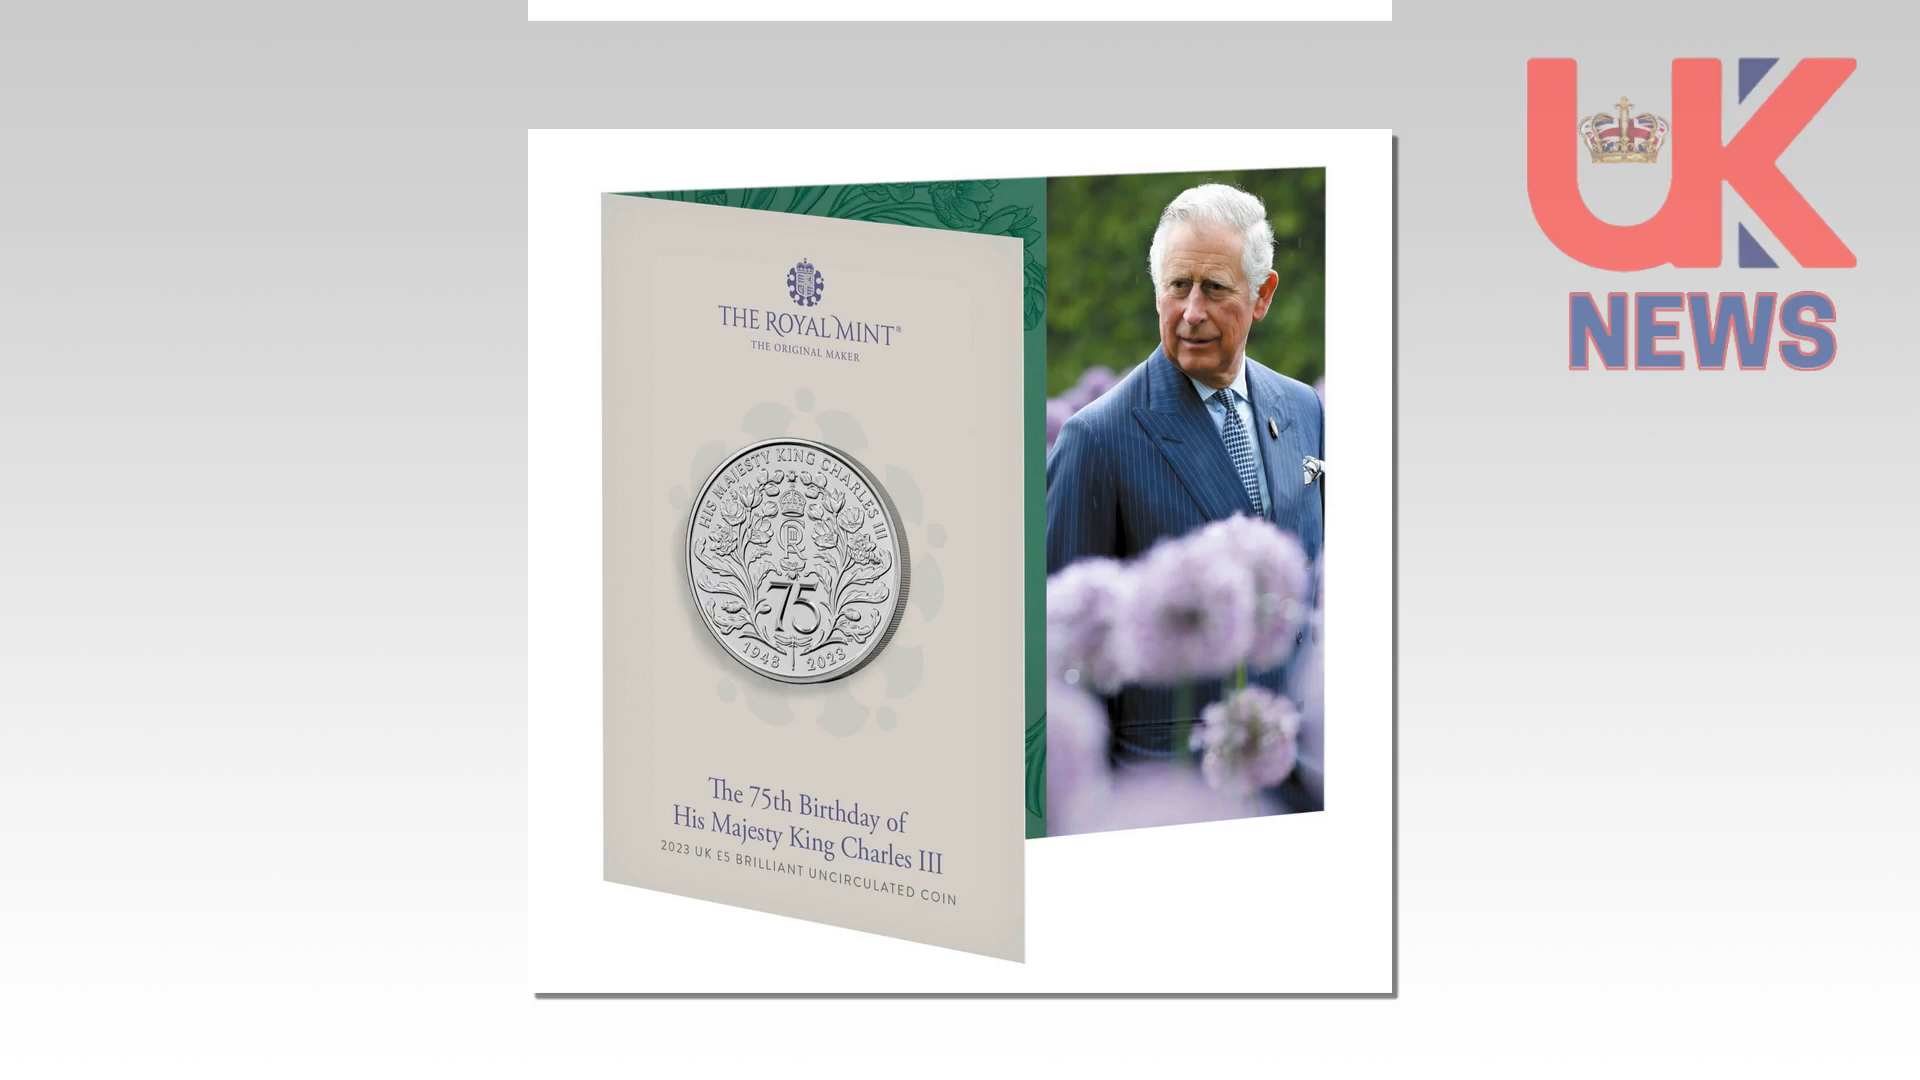 UK
NEWS
THE ROYAL MINT®
THE ORIGINAL MAKER
HIS MAJESTY KING CHARLES III
CIIIR
75
1948 2023
The 75th Birthday of
His Majesty King Charles III
2023 UK £5 BRILLIANT UNCIRCULATED COIN